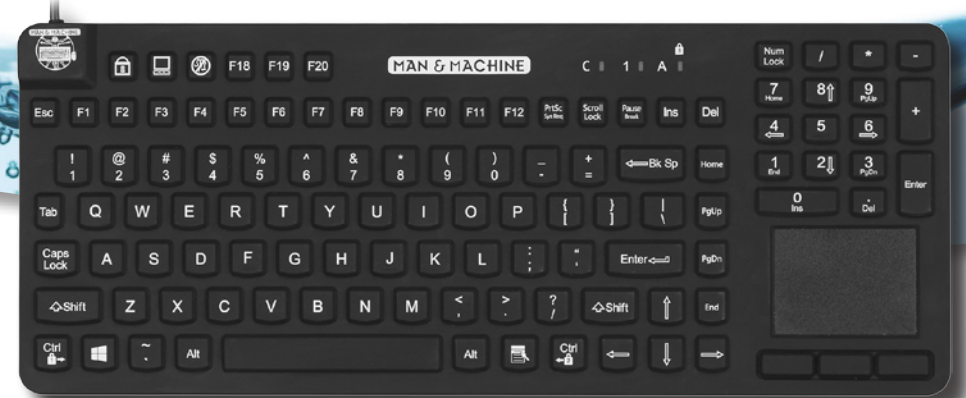 MAN & MACHINE
F18 F19 F20 MAN & MACHINE C 1 A
Num Lock / * -
Esc F1 F2 F3 F4 F5 F6 F7 F8 F9 F10 F11 F12 PrtSc Sys Req Scroll Lock Pause Break Ins Del
7 Home 8⇧ 9 PgUp +
4 ⇦ 5 6 ⇨
! 1 @ 2 # 3 $ 4 % 5 ^ 6 & 7 * 8 ( 9 ) 0 _ - + = ⇦Bk Sp Home
1 End 2⇩ 3 PgDn Enter
0 Ins . Del
Tab Q W E R T Y U I O P { [ } ] | \ PgUp
Caps Lock A S D F G H J K L : ; " ' Enter PgDn
⇧Shift Z X C V B N M < , > . ? / ⇧Shift ⇧ End
Ctrl ~ ` Alt Alt Ctrl ⇦ ⇩ ⇨